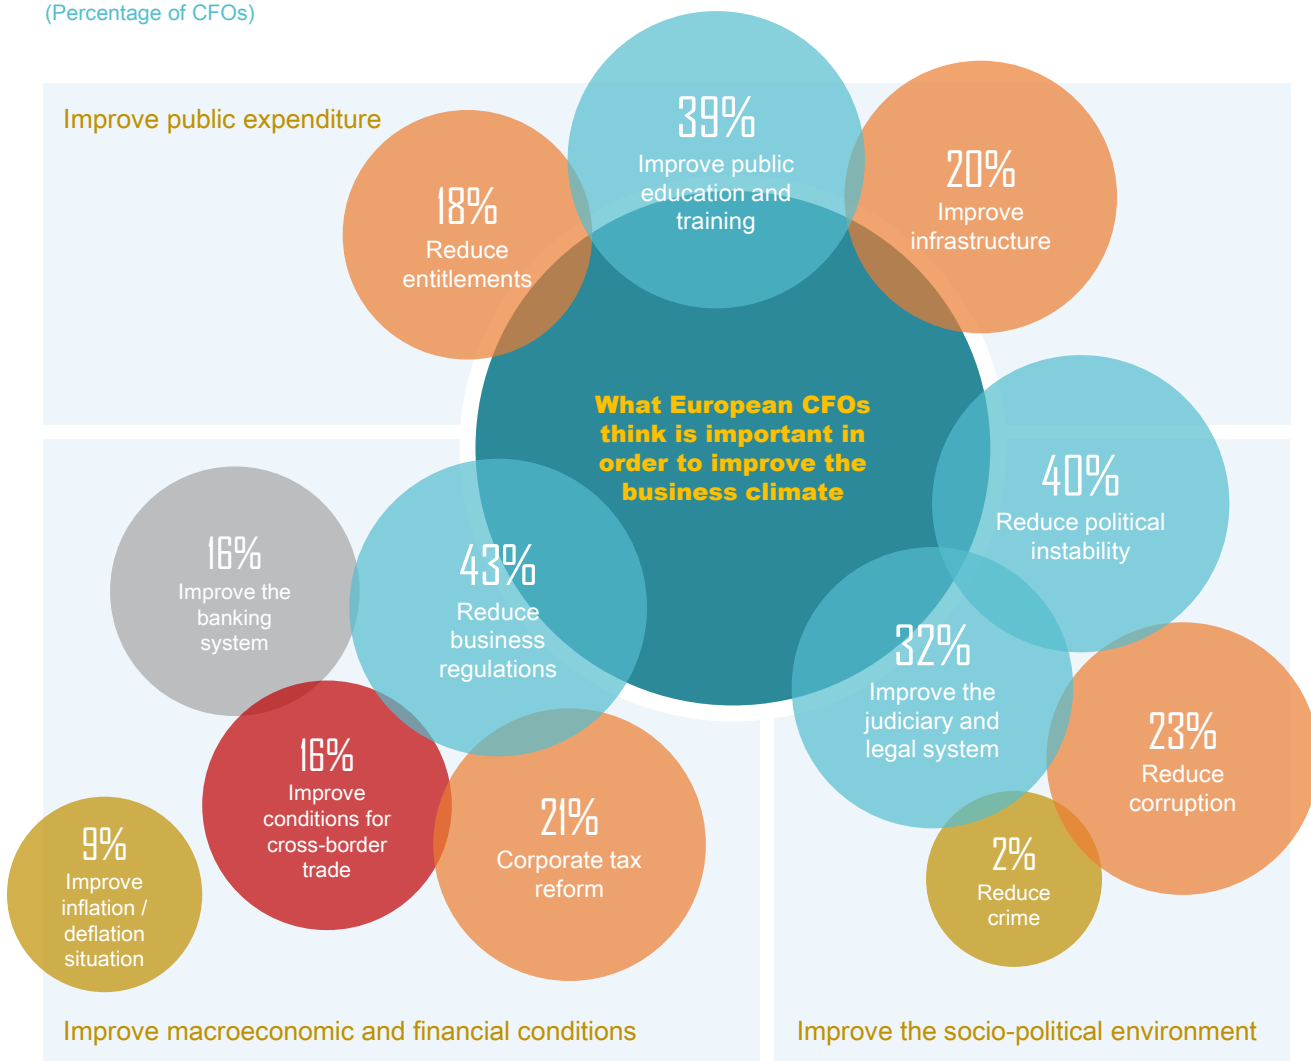 (Percentage of CFOs)
Improve public expenditure
18%
Reduce
entitlements
39%
Improve public
education and
training
20%
Improve
infrastructure
What European CFOs
think is important in
order to improve the
business climate
16%
Improve the
banking
system
43%
Reduce
business
regulations
16%
Improve
conditions for
cross-border
trade
21%
Corporate tax
reform
9%
Improve
inflation /
deflation
situation
Improve macroeconomic and financial conditions
40%
Reduce political
instability
32%
Improve the
judiciary and
legal system
23%
Reduce
corruption
2%
Reduce
crime
Improve the socio-political environment